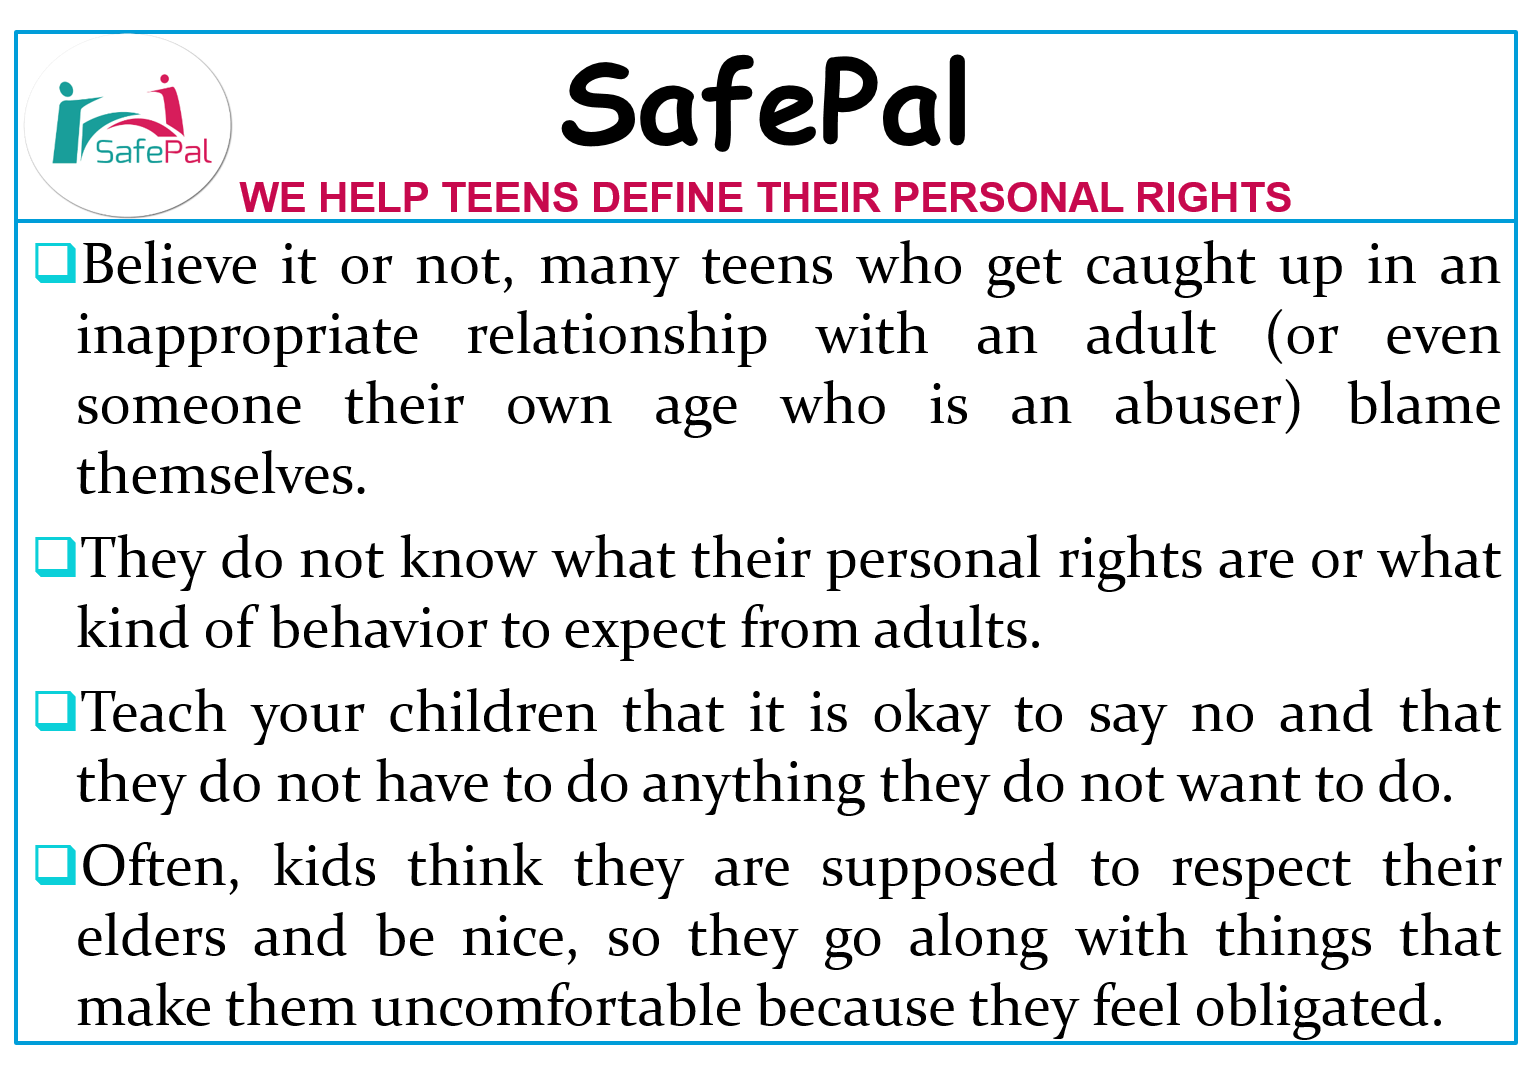 SafePal
SafePal
WE HELP TEENS DEFINE THEIR PERSONAL RIGHTS
❑Believe it or not, many teens who get caught up in an
inappropriate relationship with an adult (or even
someone their own age who is an abuser) blame
themselves.
❑They do not know what their personal rights are or what
kind of behavior to expect from adults.
❑Teach your children that it is okay to say no and that
they do not have to do anything they do not want to do.
❑Often, kids think they are supposed to respect their
elders and be nice, so they go along with things that
make them uncomfortable because they feel obligated.